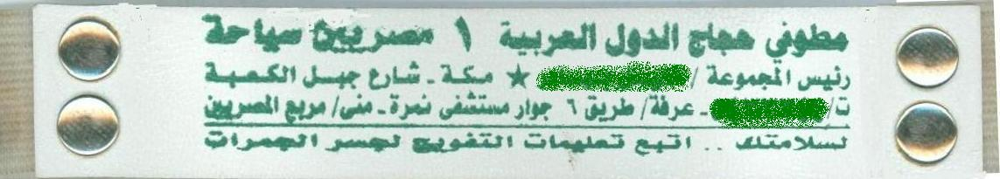 مطوفي حجاج الدول العربية ١ مصريين سياحة
رئيس المجموعة / ★ مكة ـ شارع جبل الكعبة
ت/ ـ عرفة/ طريق ٦ جوار مستشفى نمرة ـ منى/ مربع المصريين
لسلامتك .. اتبع تعليمات التفويج لجسر الجمرات